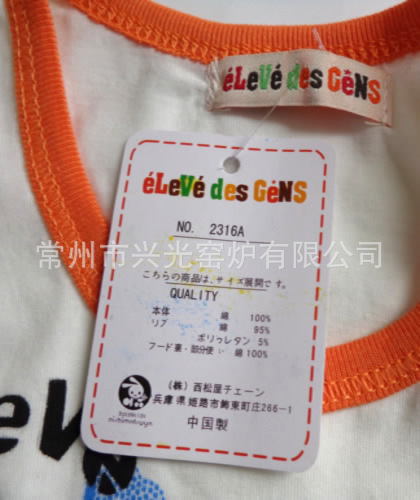 éLeVé des GéNS
éLeVé des GéNS
NO. 2316A
常州市兴光窑炉有限公司
こちらの商品は、サイズ展開です。
QUALITY
本体 綿 100%
リブ 綿 95%
ポリウレタン 5%
フード裏・部分使い 綿 100%
(株)西松屋チェーン
兵庫県姫路市飾東町庄266-1
中国製